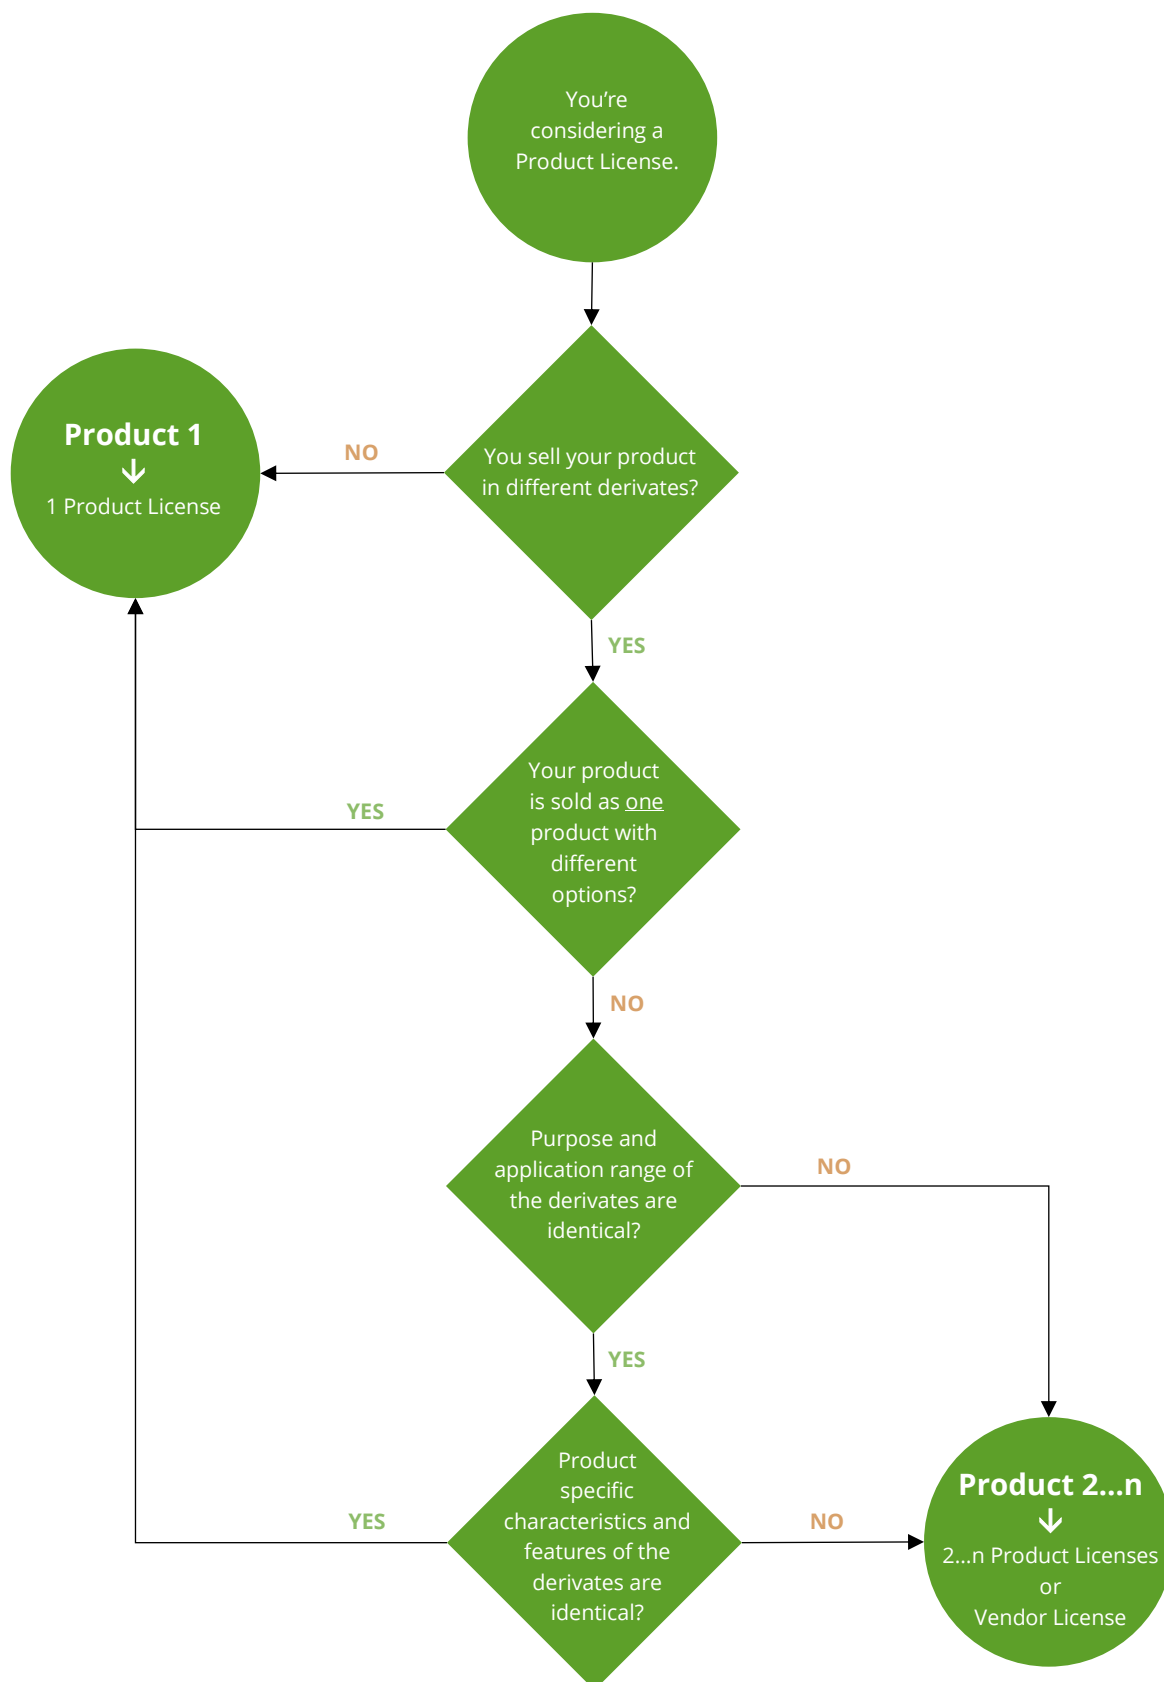 You're
considering a
Product License.
Product 1
↓
1 Product License
NO
You sell your product
in different derivates?
YES
Your product
is sold as one
product with
different
options?
YES
NO
Purpose and
application range of
the derivates are
identical?
NO
YES
Product
specific
characteristics and
features of the
derivates are
identical?
YES
NO
Product 2...n
↓
2...n Product Licenses
or
Vendor License